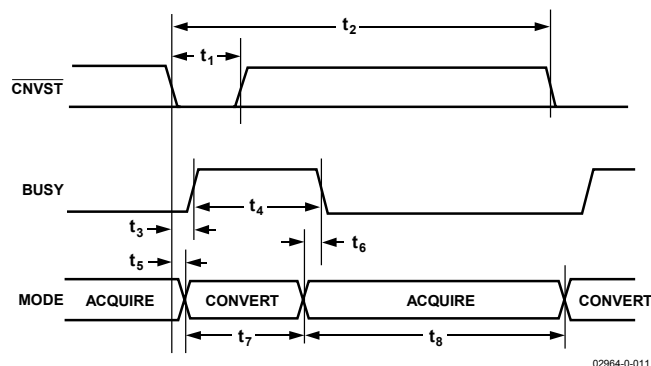 t2
t1
CNVST
BUSY
t4
t3
t6
t5
MODE ACQUIRE CONVERT ACQUIRE CONVERT
t7 t8
02964-0-011